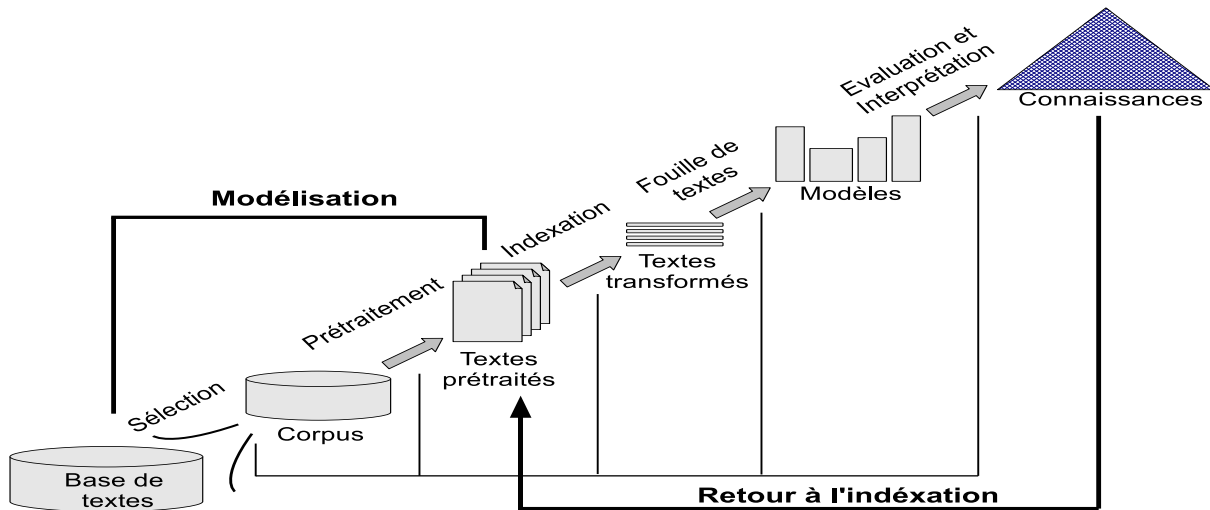 Evaluation et
Interprétation
Connaissances
Fouille de
textes
Modèles
Modélisation
Indexation
Textes
transformés
Prétraitement
Textes
prétraités
Sélection
Corpus
Base de
textes
Retour à l'indéxation